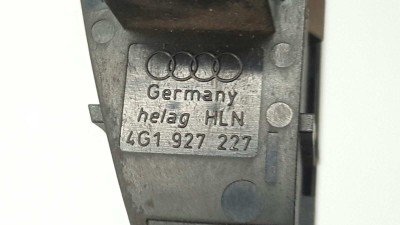 Germany
helag HLN
4G1 927 227